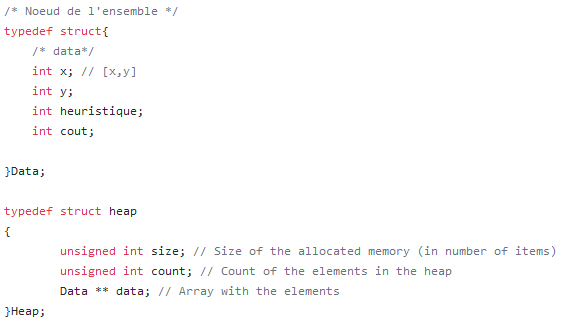 /* Noeud de l'ensemble */
typedef struct{
    /* data*/
    int x; // [x,y]
    int y;
    int heuristique;
    int cout;

}Data;

typedef struct heap
{
        unsigned int size; // Size of the allocated memory (in number of items)
        unsigned int count; // Count of the elements in the heap
        Data ** data; // Array with the elements
}Heap;